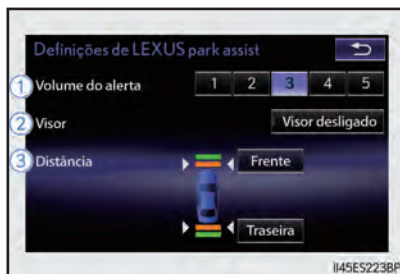 Definições de LEXUS park assist
1 Volume do alerta 1 2 3 4 5
2 Visor Visor desligado
3 Distância Frente
Traseira
II45ES223BP